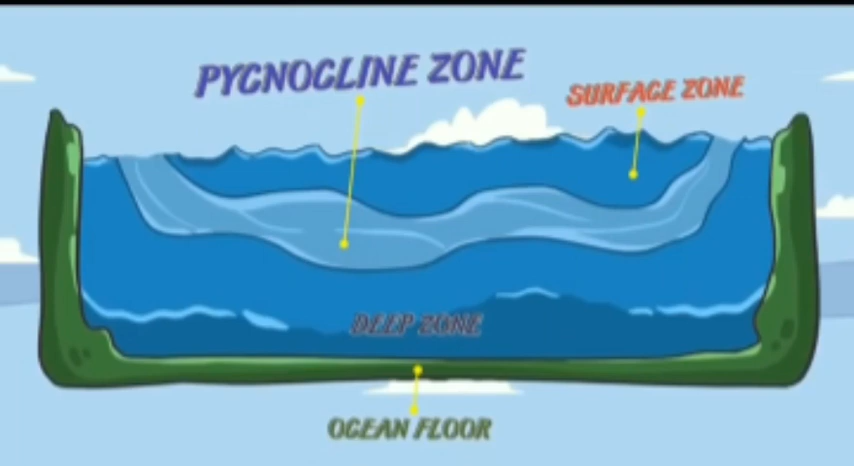 PYCNOCLINE ZONE
SURFACE ZONE
DEEP ZONE
OCEAN FLOOR